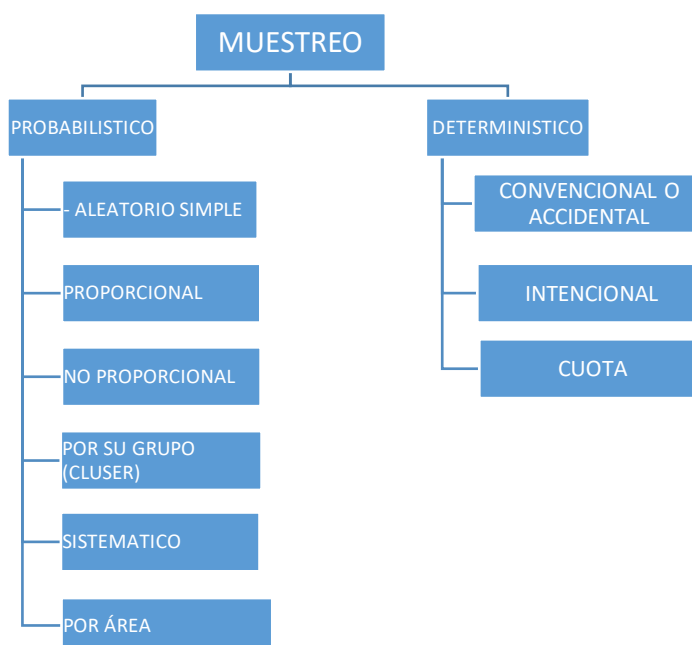 MUESTREO
PROBABILISTICO
- ALEATORIO SIMPLE
PROPORCIONAL
NO PROPORCIONAL
POR SU GRUPO
(CLUSER)
SISTEMATICO
POR ÁREA
DETERMINISTICO
CONVENCIONAL O
ACCIDENTAL
INTENCIONAL
CUOTA